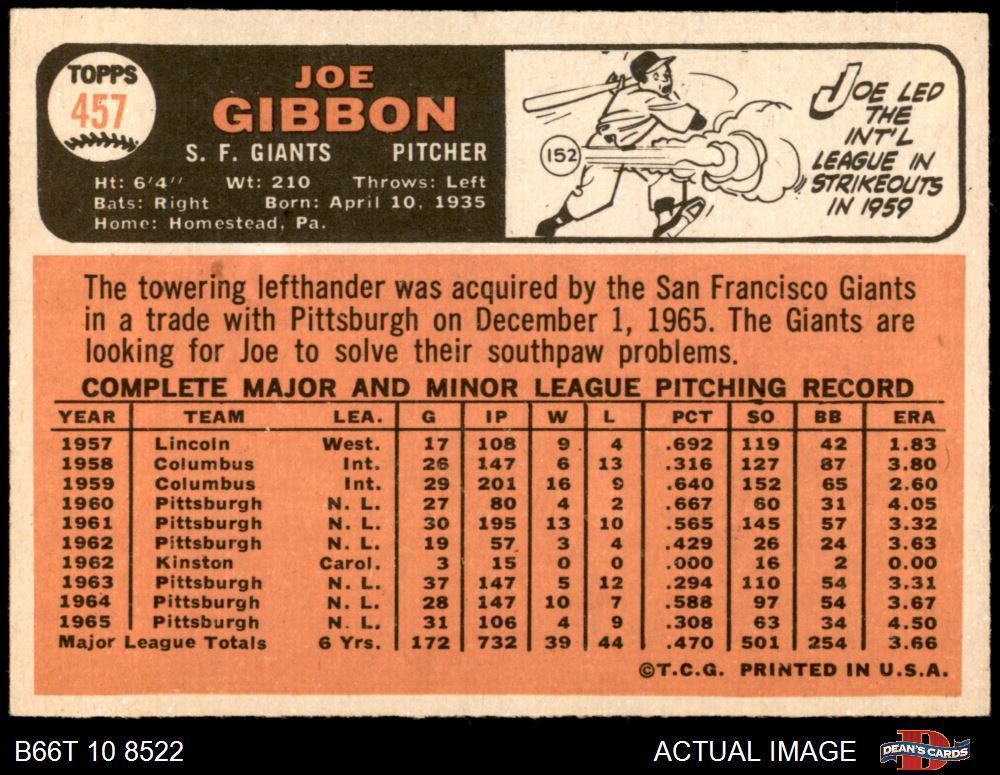 TOPPS
457
JOE
GIBBON
S. F. GIANTS PITCHER
Ht: 6'4" Wt: 210 Throws: Left
Bats: Right Born: April 10, 1935
Home: Homestead, Pa.
152
JOE LED
THE
INT'L
LEAGUE IN
STRIKEOUTS
IN 1959
The towering lefthander was acquired by the San Francisco Giants
in a trade with Pittsburgh on December 1, 1965. The Giants are
looking for Joe to solve their southpaw problems.
COMPLETE MAJOR AND MINOR LEAGUE PITCHING RECORD
YEAR TEAM LEA. G IP W L PCT SO BB ERA
1957 Lincoln West. 17 108 9 4 .692 119 42 1.83
1958 Columbus Int. 26 147 6 13 .316 127 87 3.80
1959 Columbus Int. 29 201 16 9 .640 152 65 2.60
1960 Pittsburgh N. L. 27 80 4 2 .667 60 31 4.05
1961 Pittsburgh N. L. 30 195 13 10 .565 145 57 3.32
1962 Pittsburgh N. L. 19 57 3 4 .429 26 24 3.63
1962 Kinston Carol. 3 15 0 0 .000 16 2 0.00
1963 Pittsburgh N. L. 37 147 5 12 .294 110 54 3.31
1964 Pittsburgh N. L. 28 147 10 7 .588 97 54 3.67
1965 Pittsburgh N. L. 31 106 4 9 .308 63 34 4.50
Major League Totals 6 Yrs. 172 732 39 44 .470 501 254 3.66
©T.C.G. PRINTED IN U.S.A.
B66T 10 8522 ACTUAL IMAGE DEAN'S CARDS